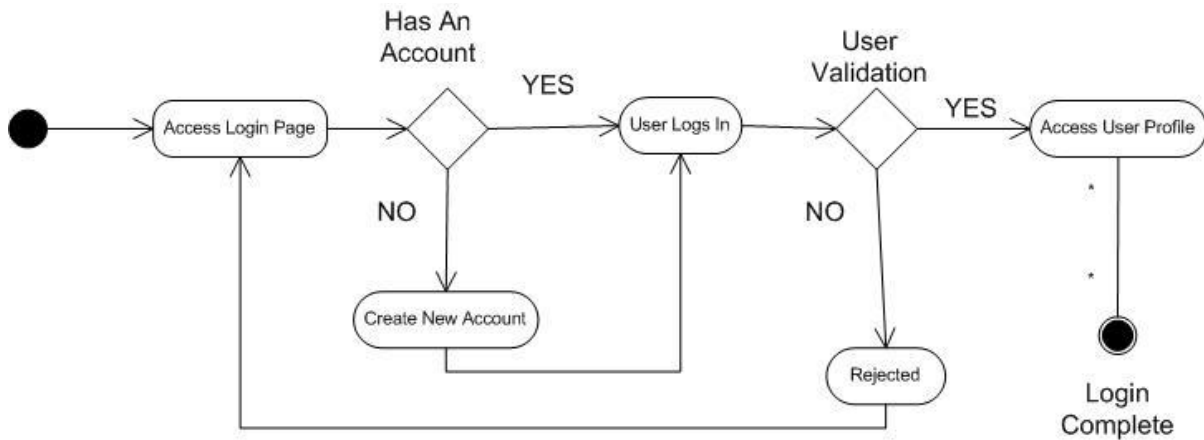 Has An
Account
User
Validation
YES
YES
Access Login Page
User Logs In
Access User Profile
NO
NO
*
*
Create New Account
Rejected
Login
Complete